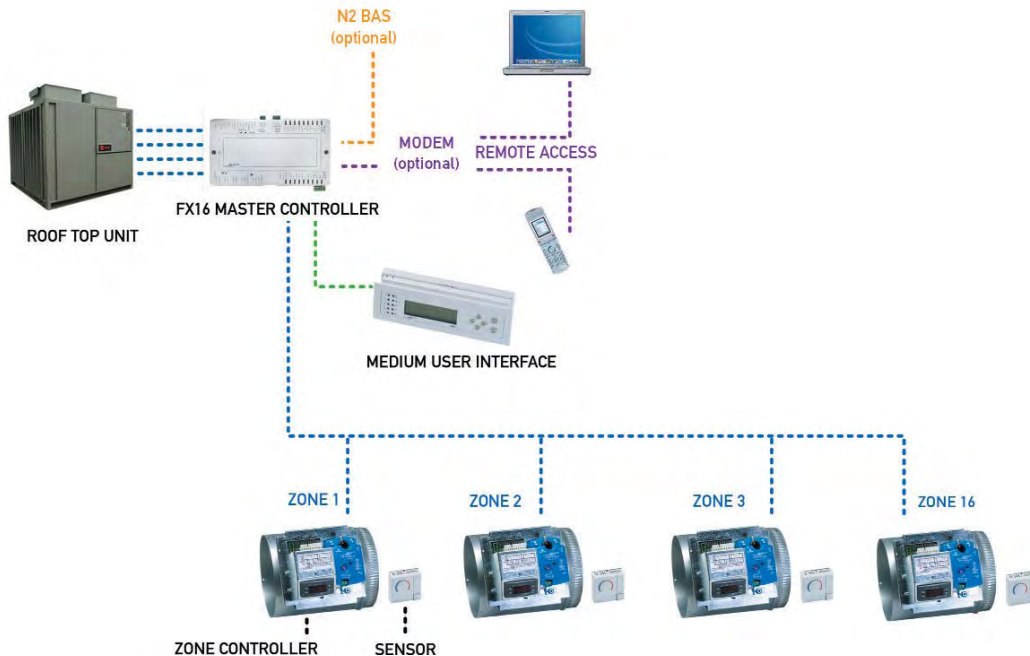 N2 BAS
(optional)
MODEM
(optional)
REMOTE ACCESS
FX16 MASTER CONTROLLER
ROOF TOP UNIT
MEDIUM USER INTERFACE
ZONE 1
ZONE 2
ZONE 3
ZONE 16
ZONE CONTROLLER
SENSOR